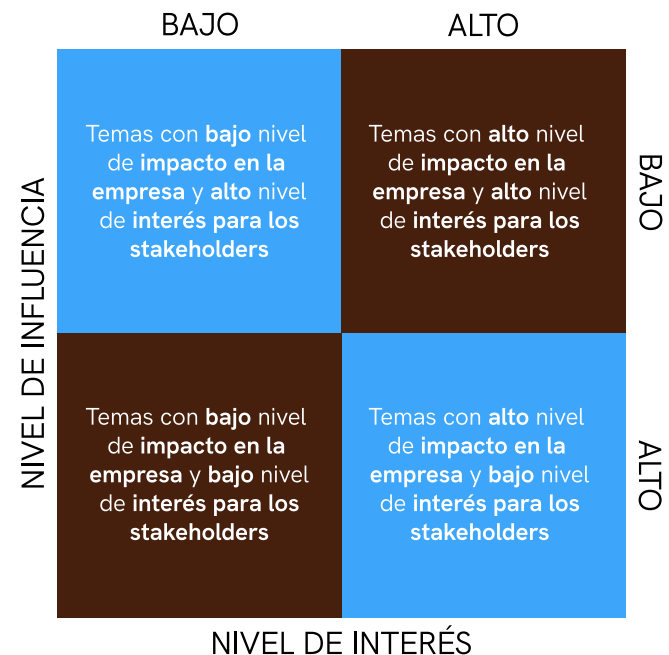 BAJO
ALTO
Temas con bajo nivel
de impacto en la
empresa y alto nivel
de interés para los
stakeholders
Temas con alto nivel
de impacto en la
empresa y alto nivel
de interés para los
stakeholders
BAJO
NIVEL DE INFLUENCIA
Temas con bajo nivel
de impacto en la
empresa y bajo nivel
de interés para los
stakeholders
Temas con alto nivel
de impacto en la
empresa y bajo nivel
de interés para los
stakeholders
ALTO
NIVEL DE INTERÉS